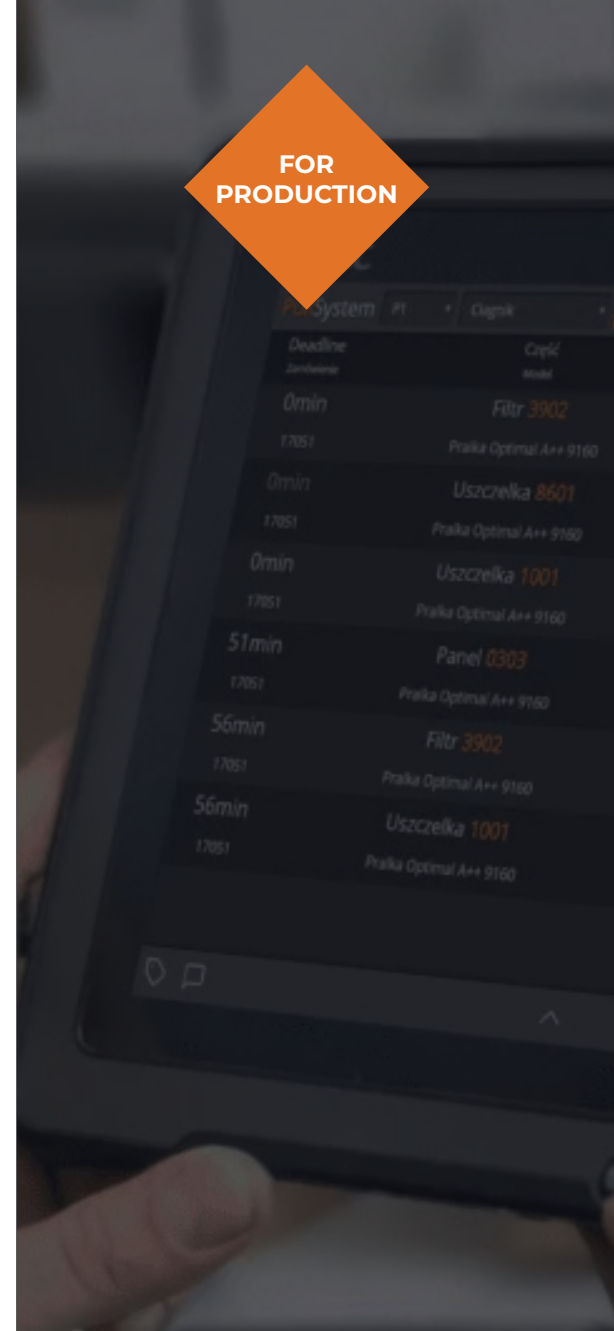 FOR
PRODUCTION
System P1 Ciągnik
Deadline Część
Zamówienie Model
0min Filtr 3902
17051 Pralka Optimal A++ 9160
0min Uszczelka 8601
17051 Pralka Optimal A++ 9160
0min Uszczelka 1001
17051 Pralka Optimal A++ 9160
51min Panel 0303
17051 Pralka Optimal A++ 9160
56min Filtr 3902
17051 Pralka Optimal A++ 9160
56min Uszczelka 1001
17051 Pralka Optimal A++ 9160